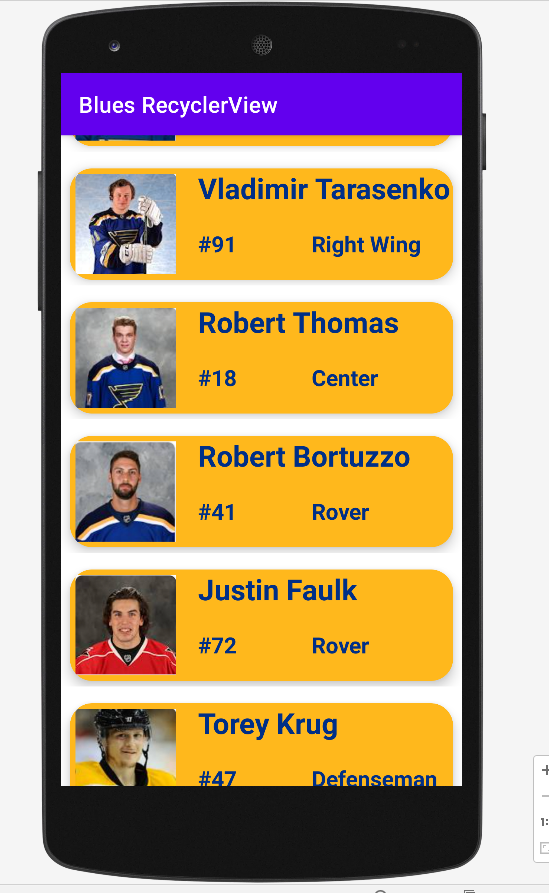 Blues RecyclerView
Vladimir Tarasenko
#91 Right Wing
Robert Thomas
#18 Center
Robert Bortuzzo
#41 Rover
Justin Faulk
#72 Rover
Torey Krug
#47 Defenseman
+
1: